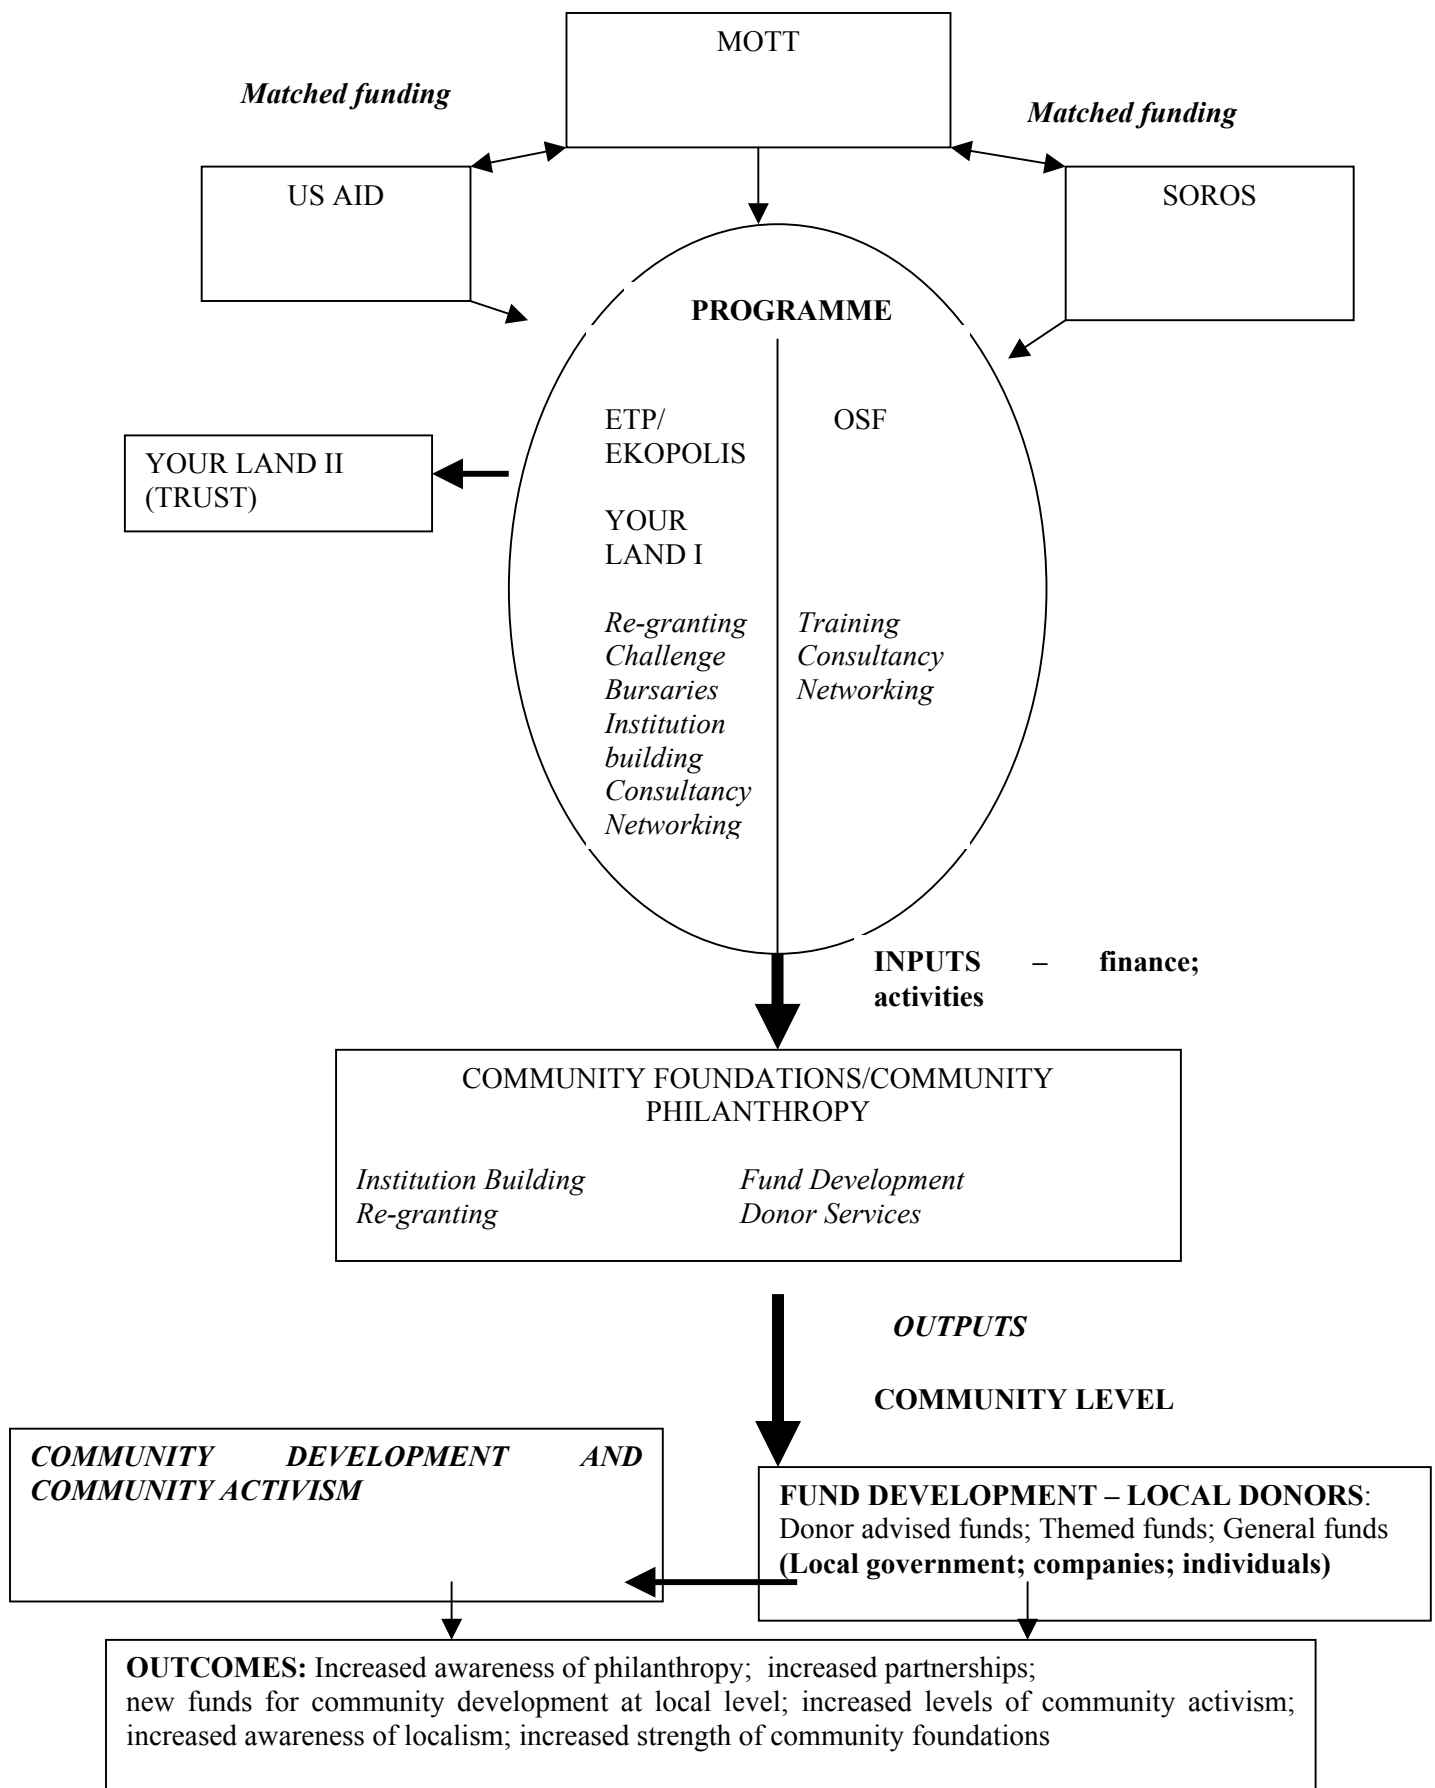 MOTT
Matched funding
Matched funding
US AID
SOROS
PROGRAMME
ETP/
EKOPOLIS
OSF
YOUR LAND II
(TRUST)
YOUR
LAND I
Re-granting
Challenge
Bursaries
Institution
building
Consultancy
Networking
Training
Consultancy
Networking
INPUTS – finance;
activities
COMMUNITY FOUNDATIONS/COMMUNITY
PHILANTHROPY
Institution Building
Re-granting
Fund Development
Donor Services
OUTPUTS
COMMUNITY LEVEL
COMMUNITY DEVELOPMENT AND
COMMUNITY ACTIVISM
FUND DEVELOPMENT – LOCAL DONORS:
Donor advised funds; Themed funds; General funds
(Local government; companies; individuals)
OUTCOMES: Increased awareness of philanthropy; increased partnerships;
new funds for community development at local level; increased levels of community activism;
increased awareness of localism; increased strength of community foundations